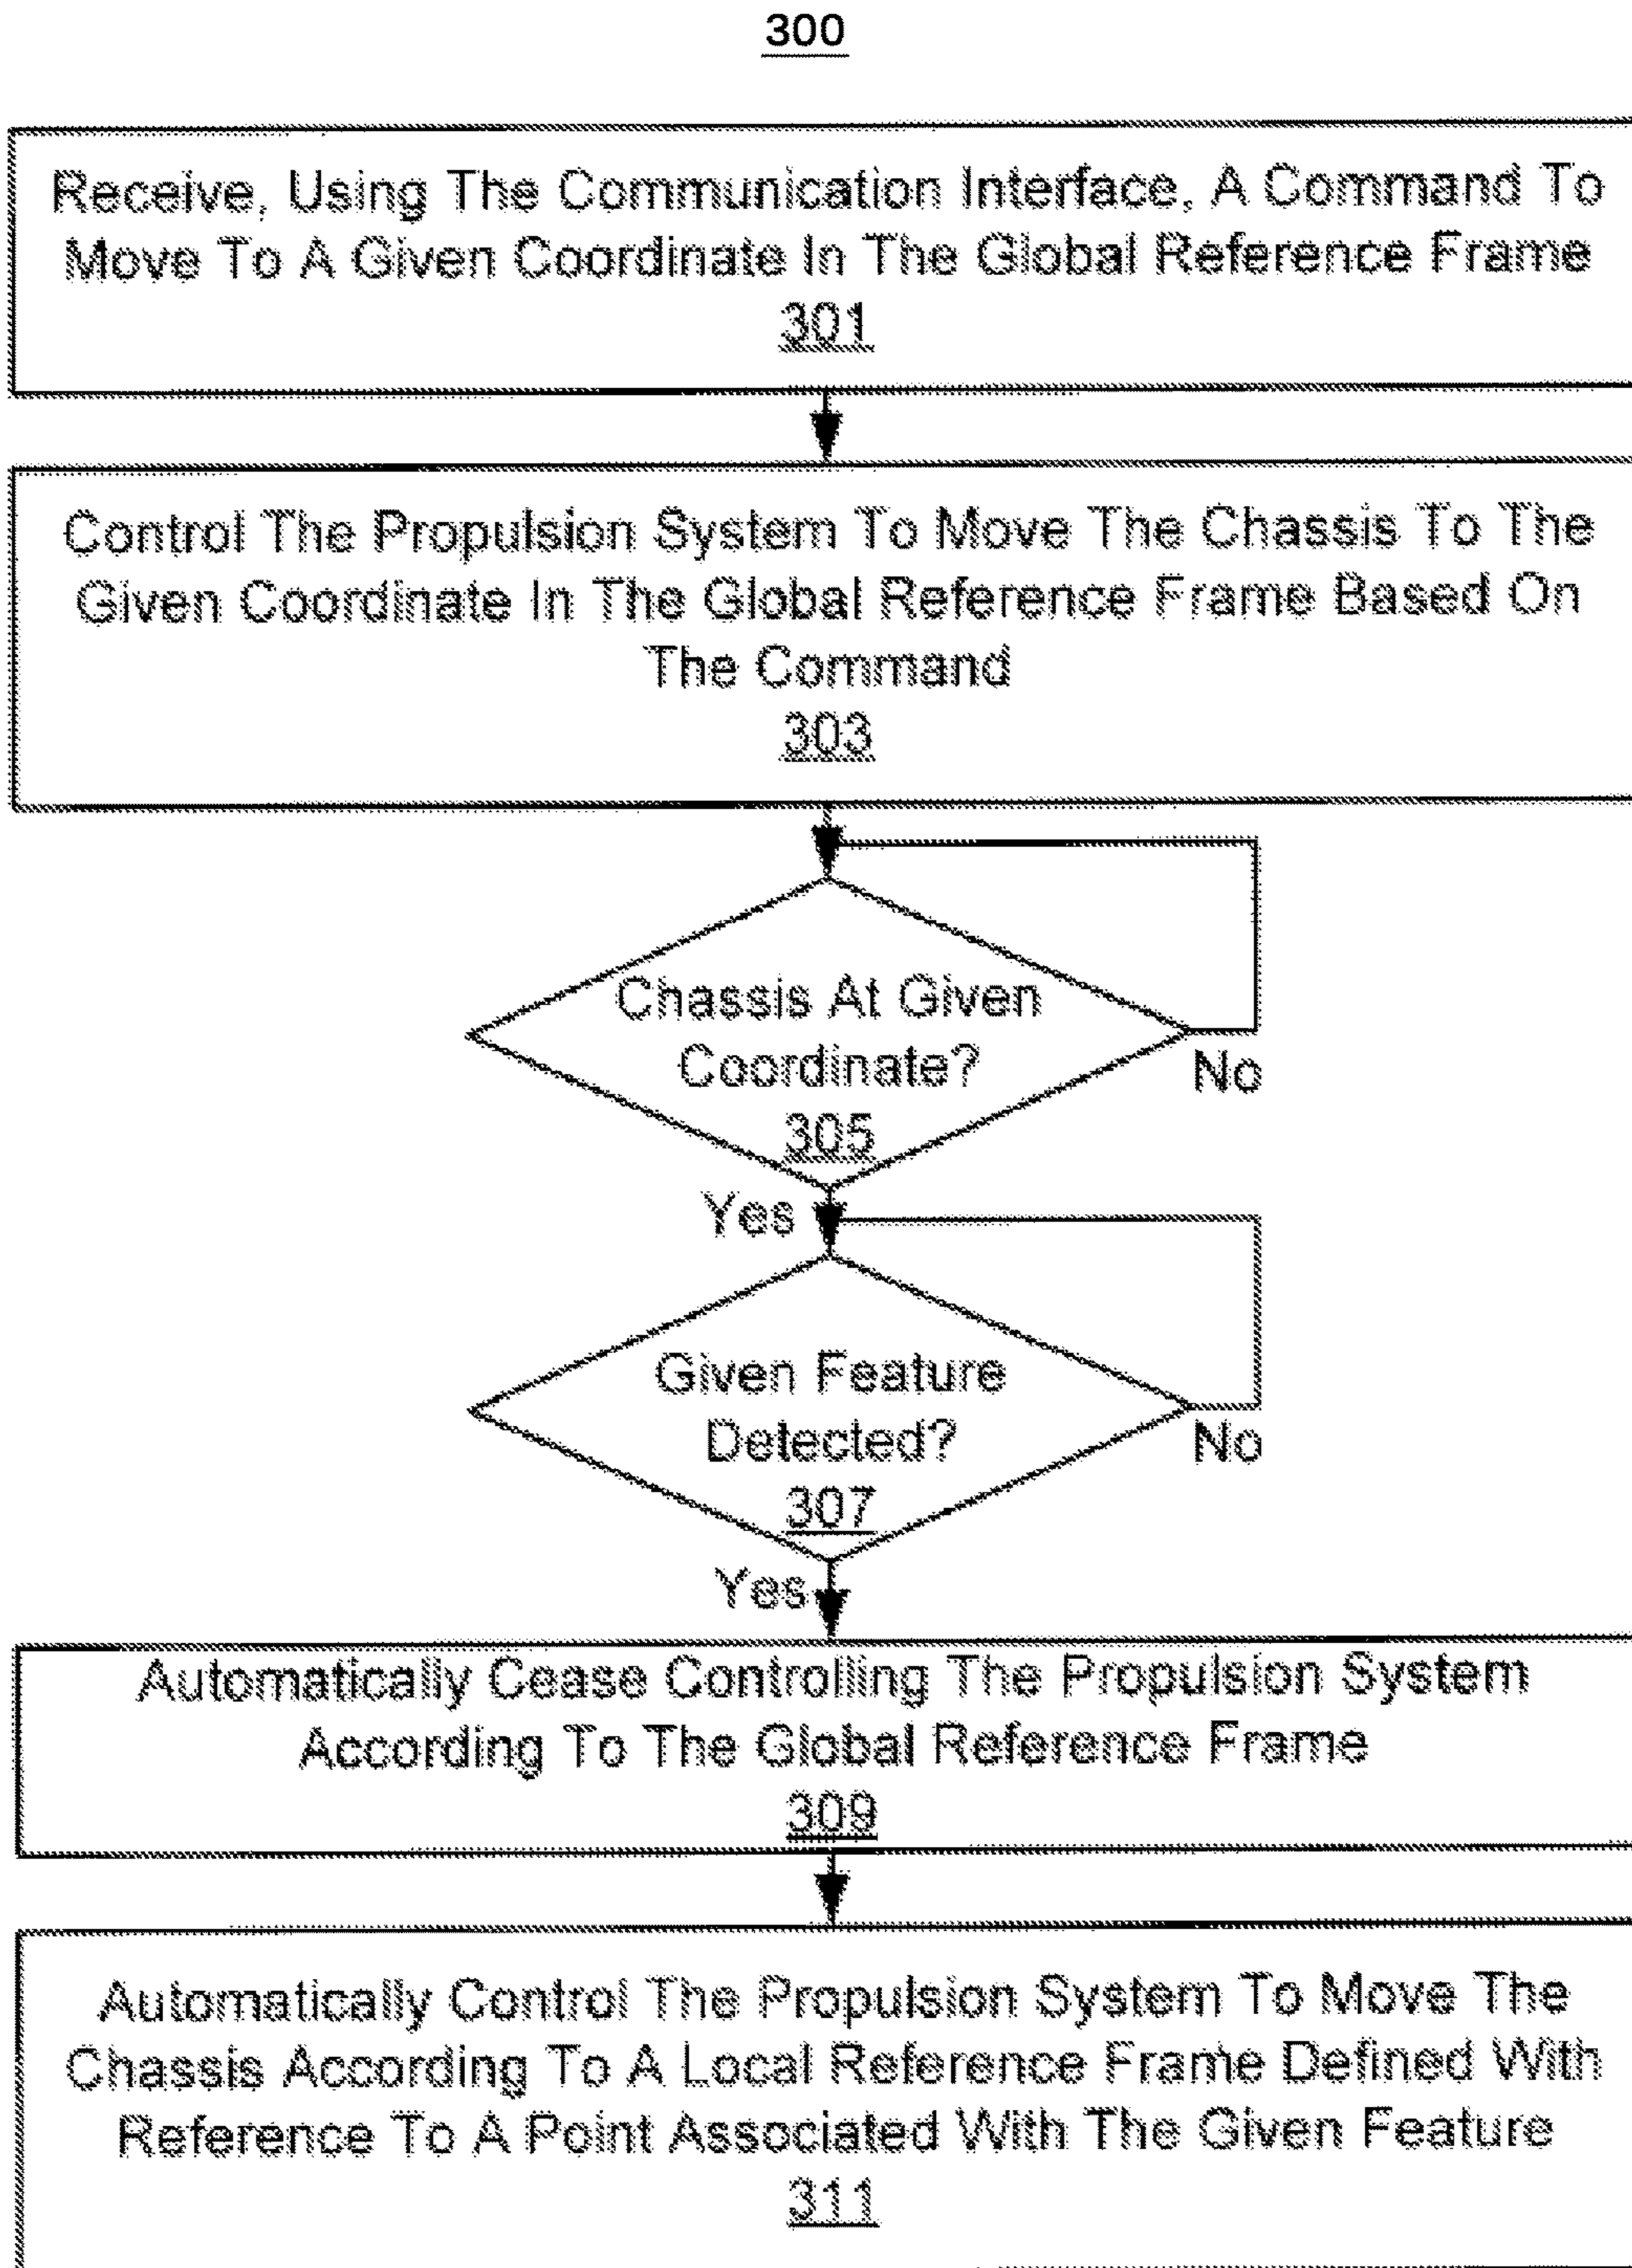 300
Receive, Using The Communication Interface, A Command To
Move To A Given Coordinate In The Global Reference Frame
301
Control The Propulsion System To Move The Chassis To The
Given Coordinate In The Global Reference Frame Based On
The Command
303
Chassis At Given
Coordinate?
No
305
Yes
Given Feature
Detected?
No
307
Yes
Automatically Cease Controlling The Propulsion System
According To The Global Reference Frame
309
Automatically Control The Propulsion System To Move The
Chassis According To A Local Reference Frame Defined With
Reference To A Point Associated With The Given Feature
311